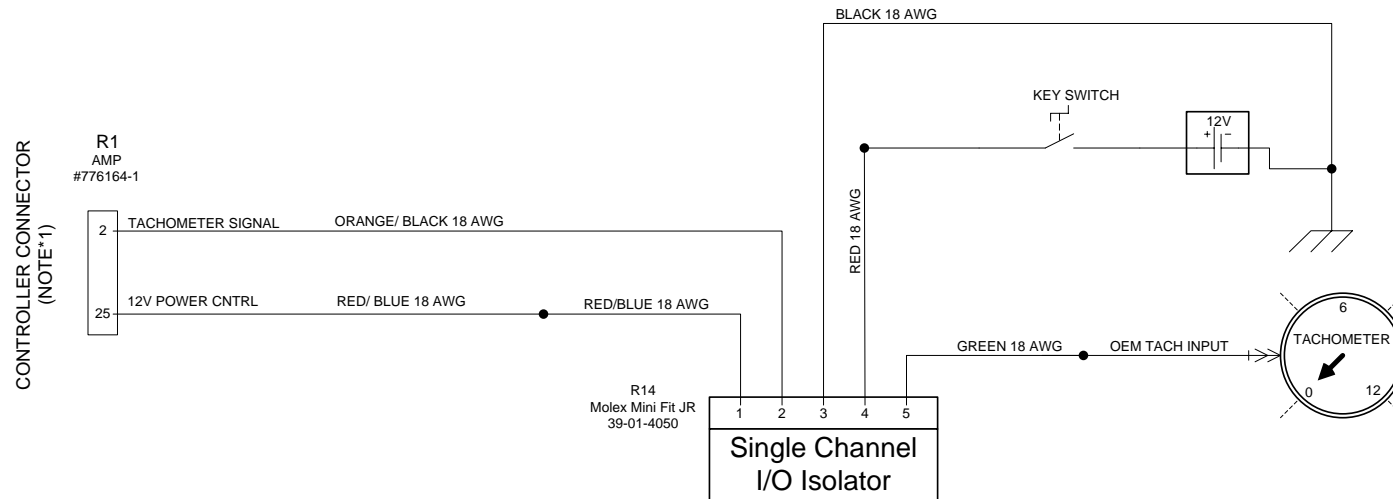 BLACK 18 AWG
KEY SWITCH
12V
+ −
R1
AMP
#776164-1
CONTROLLER CONNECTOR
(NOTE*1)
2
TACHOMETER SIGNAL
ORANGE/ BLACK 18 AWG
RED 18 AWG
25
12V POWER CNTRL
RED/ BLUE 18 AWG
RED/BLUE 18 AWG
GREEN 18 AWG
OEM TACH INPUT
6
TACHOMETER
0
12
R14
Molex Mini Fit JR
39-01-4050
1 2 3 4 5
Single Channel
I/O Isolator